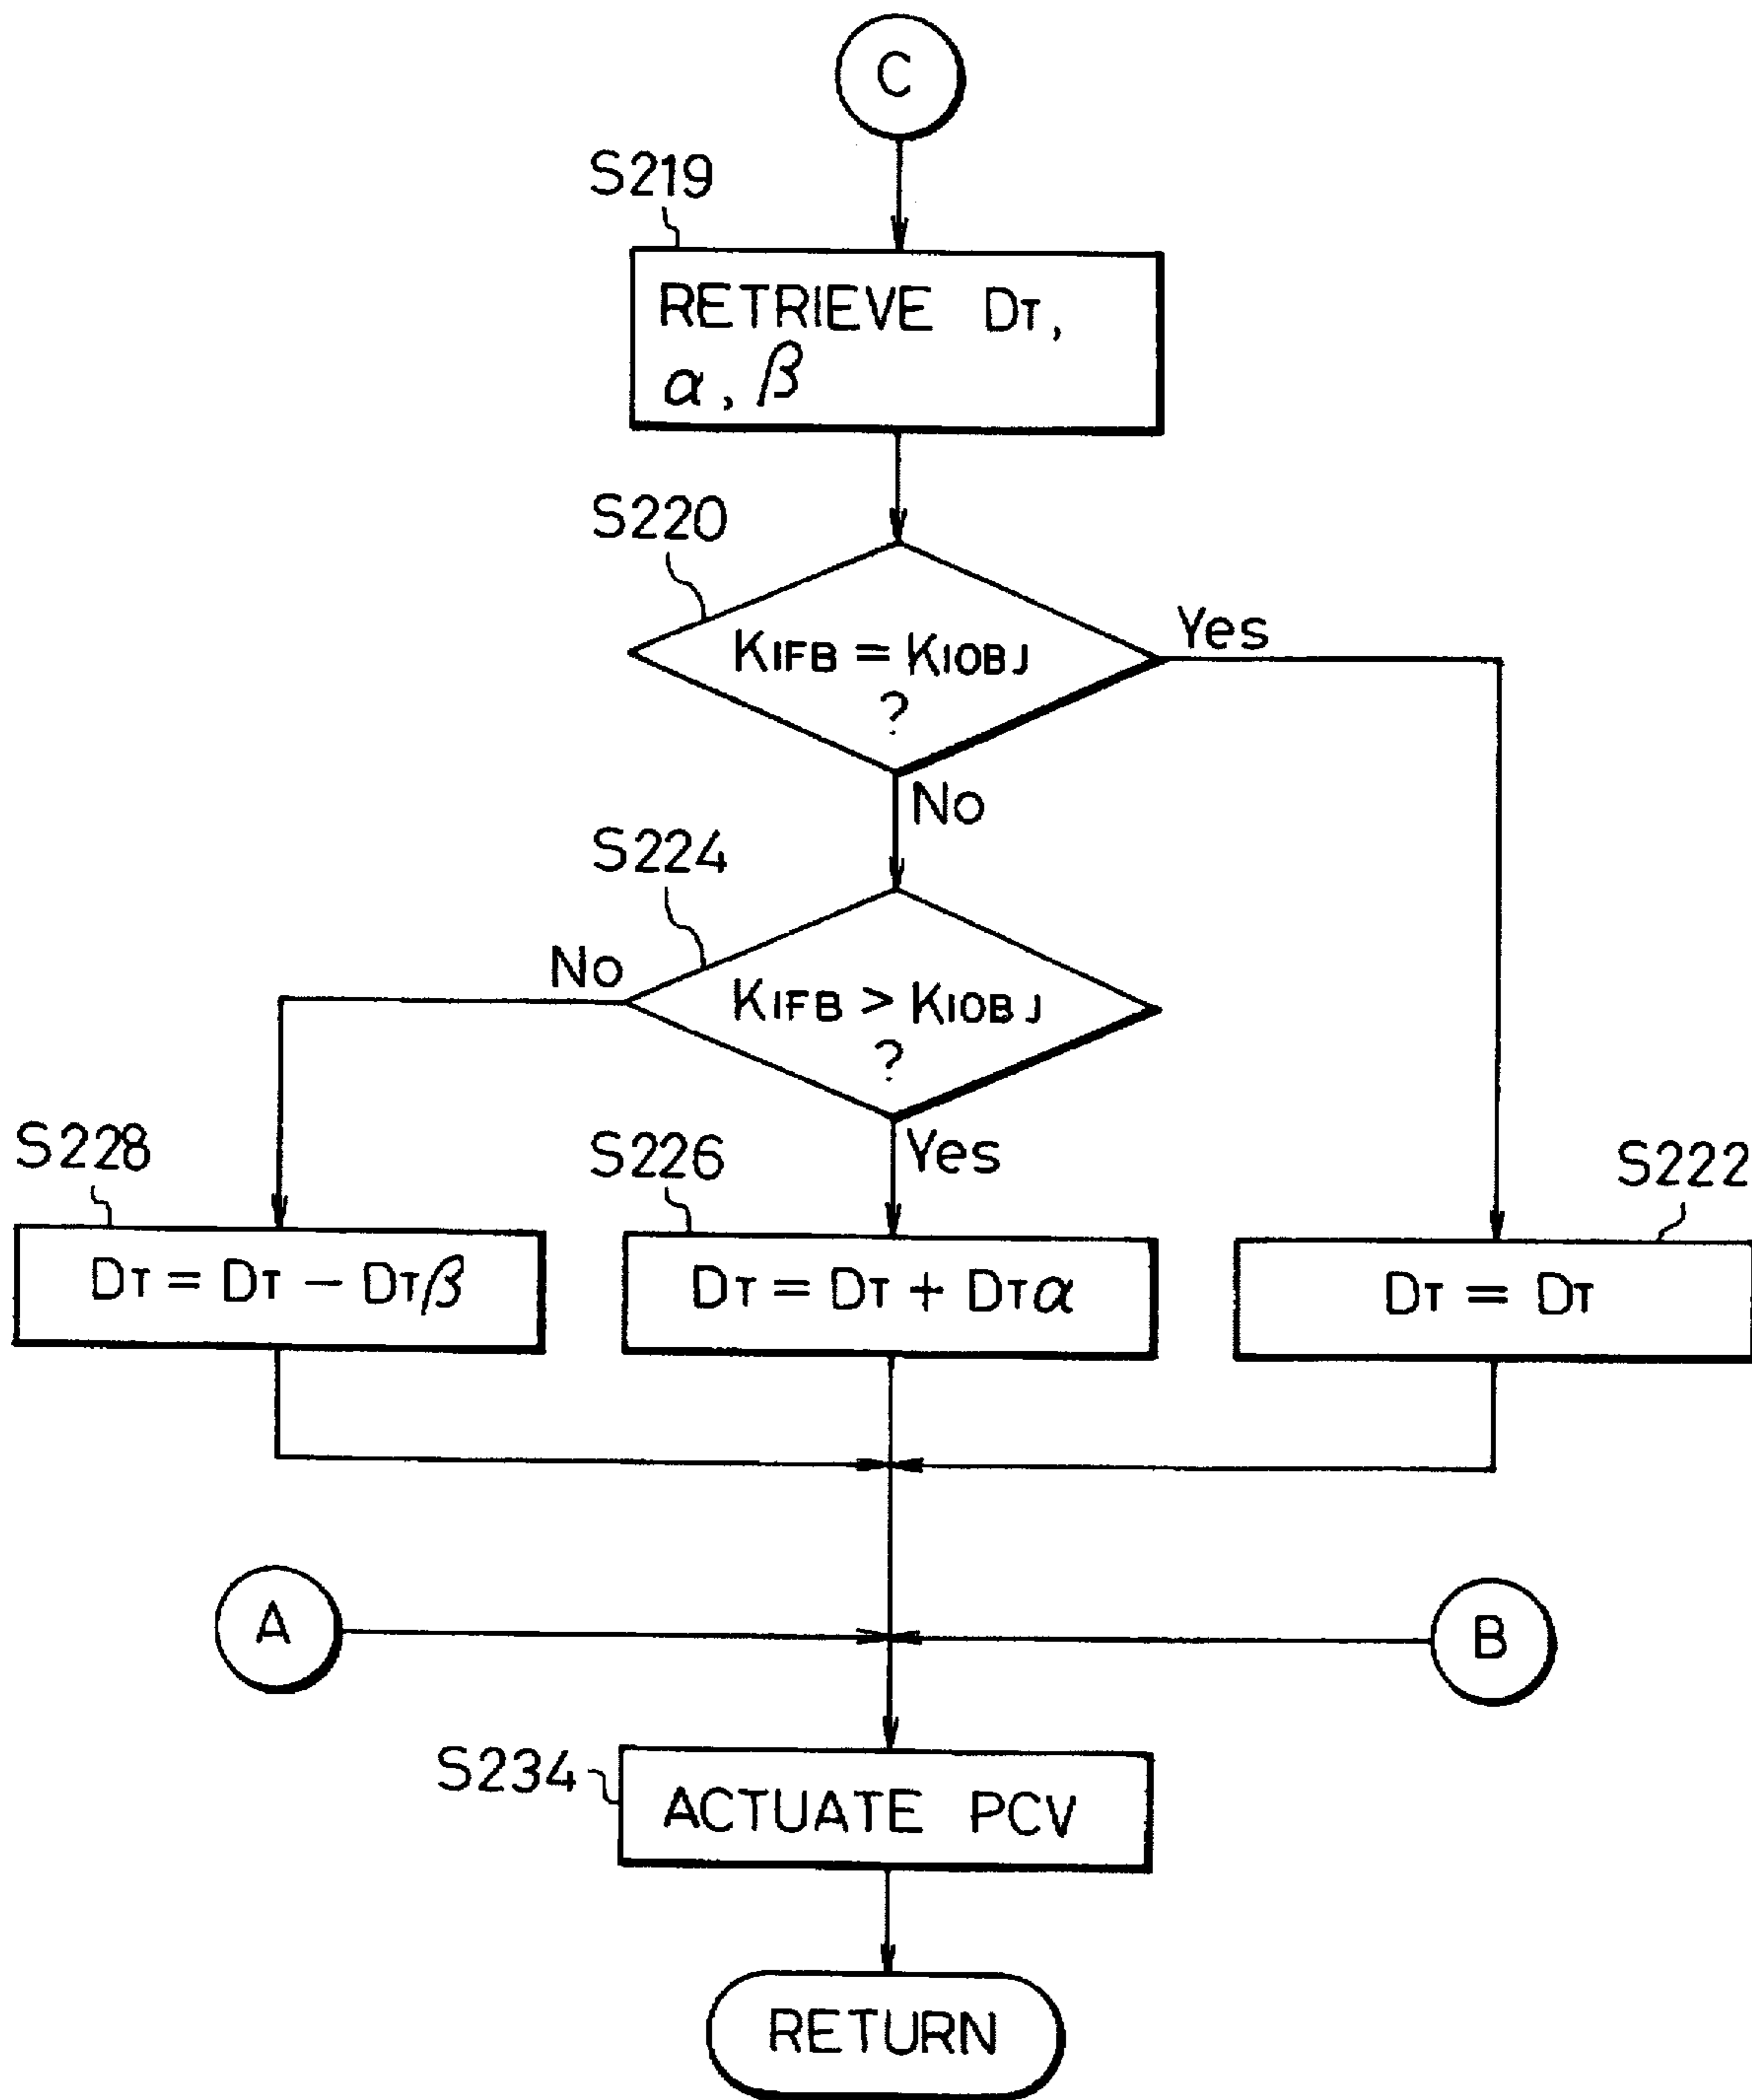 C
S219
RETRIEVE DT,
α, β
S220
KIFB = KIOBJ
?
Yes
No
S224
KIFB > KIOBJ
?
No
Yes
S228
DT = DT − DTβ
S226
DT = DT + DTα
S222
DT = DT
A
B
S234
ACTUATE PCV
RETURN